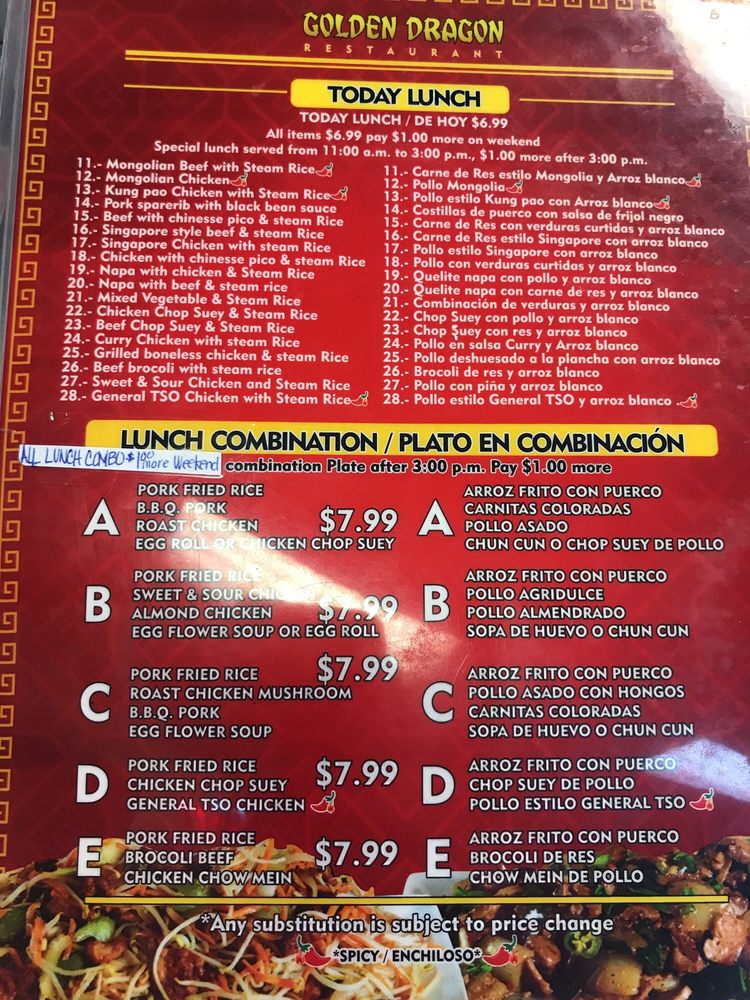 GOLDEN DRAGON
RESTAURANT
TODAY LUNCH
TODAY LUNCH / DE HOY $6.99
All items $6.99 pay $1.00 more on weekend
Special lunch served from 11:00 a.m. to 3:00 p.m., $1.00 more after 3:00 p.m.
11.- Mongolian Beef with Steam Rice
12.- Mongolian Chicken
13.- Kung pao Chicken with Steam Rice
14.- Pork sparerib with black bean sauce
15.- Beef with chinesse pico & steam Rice
16.- Singapore style beef & steam Rice
17.- Singapore Chicken with steam Rice
18.- Chicken with chinesse pico & steam Rice
19.- Napa with chicken & Steam Rice
20.- Napa with beef & steam rice
21.- Mixed Vegetable & Steam Rice
22.- Chicken Chop Suey & Steam Rice
23.- Beef Chop Suey & Steam Rice
24.- Curry Chicken with steam Rice
25.- Grilled boneless chicken & steam Rice
26.- Beef brocoli with steam rice
27.- Sweet & Sour Chicken and Steam Rice
28.- General TSO Chicken with Steam Rice
11.- Carne de Res estilo Mongolia y Arroz blanco
12.- Pollo Mongolia
13.- Pollo estilo Kung pao con Arroz blanco
14.- Costillas de puerco con salsa de frijol negro
15.- Carne de Res con verduras curtidas y arroz blanco
16.- Carne de Res estilo Singapore con arroz blanco
17.- Pollo estilo Singapore con arroz blanco
18.- Pollo con verduras curtidas y arroz blanco
19.- Quelite napa con pollo y arroz blanco
20.- Quelite napa con carne de res y arroz blanco
21.- Combinación de verduras y arroz blanco
22.- Chop Suey con pollo y arroz blanco
23.- Chop Suey con res y arroz blanco
24.- Pollo en salsa Curry y Arroz blanco
25.- Pollo deshuesado a la plancha con arroz blanco
26.- Brocoli de res y arroz blanco
27.- Pollo con piña y arroz blanco
28.- Pollo estilo General TSO y arroz blanco .
LUNCH COMBINATION / PLATO EN COMBINACIÓN
ALL LUNCH COMBO $1.00 more Weekend combination Plate after 3:00 p.m. Pay $1.00 more
A
PORK FRIED RICE
B.B.Q. PORK
ROAST CHICKEN $7.99
EGG ROLL OR CHICKEN CHOP SUEY
A
ARROZ FRITO CON PUERCO
CARNITAS COLORADAS
POLLO ASADO
CHUN CUN O CHOP SUEY DE POLLO
B
PORK FRIED RICE
SWEET & SOUR CHICKEN
ALMOND CHICKEN $7.99
EGG FLOWER SOUP OR EGG ROLL
B
ARROZ FRITO CON PUERCO
POLLO AGRIDULCE
POLLO ALMENDRADO
SOPA DE HUEVO O CHUN CUN
C
PORK FRIED RICE $7.99
ROAST CHICKEN MUSHROOM
B.B.Q. PORK
EGG FLOWER SOUP
C
ARROZ FRITO CON PUERCO
POLLO ASADO CON HONGOS
CARNITAS COLORADAS
SOPA DE HUEVO O CHUN CUN
D
PORK FRIED RICE
CHICKEN CHOP SUEY $7.99
GENERAL TSO CHICKEN
D
ARROZ FRITO CON PUERCO
CHOP SUEY DE POLLO
POLLO ESTILO GENERAL TSO
E
PORK FRIED RICE
BROCOLI BEEF $7.99
CHICKEN CHOW MEIN
E
ARROZ FRITO CON PUERCO
BROCOLI DE RES
CHOW MEIN DE POLLO
*Any substitution is subject to price change
*SPICY / ENCHILOSO*